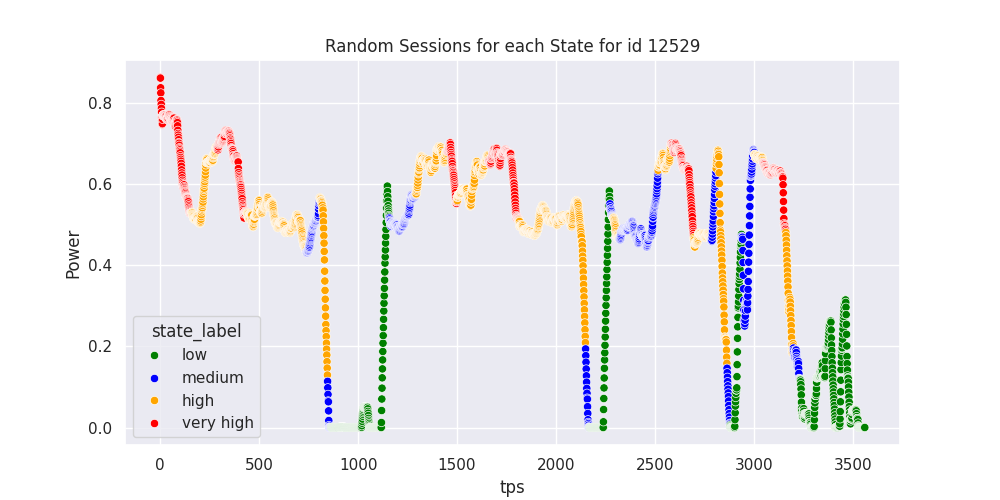 Random Sessions for each State for id 12529
Power
0.8
0.6
0.4
0.2
0.0
state_label
low
medium
high
very high
0 500 1000 1500 2000 2500 3000 3500
tps